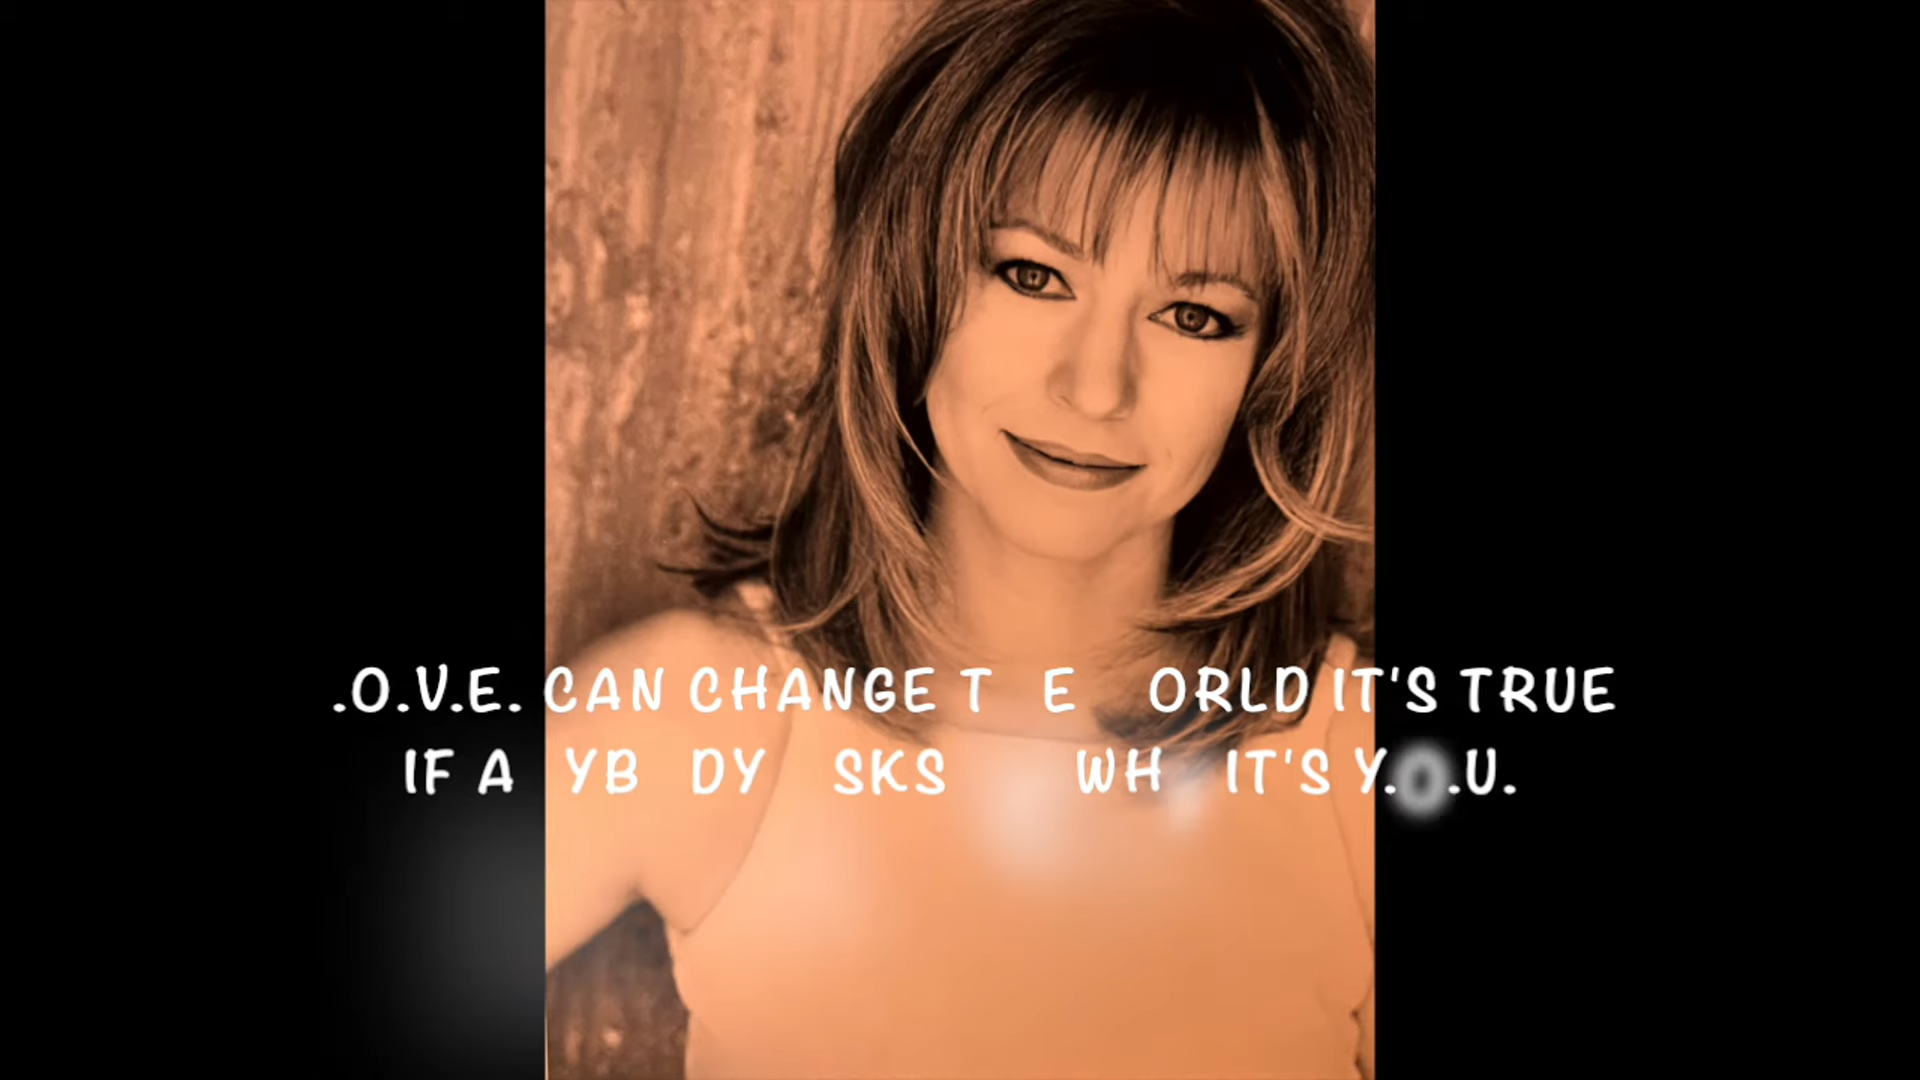 .O.V.E. CAN CHANGE T E ORLD IT'S TRUE
IF A YB DY SKS WH IT'S Y.O.U.